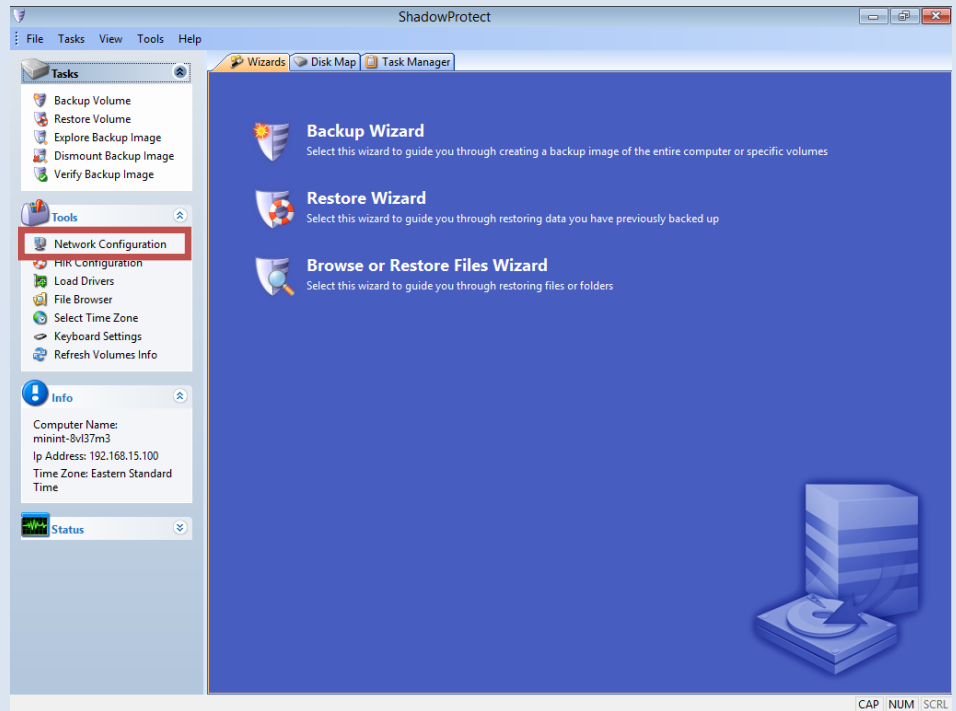 ShadowProtect
File Tasks View Tools Help
Tasks
Backup Volume
Restore Volume
Explore Backup Image
Dismount Backup Image
Verify Backup Image
Tools
Network Configuration
HIR Configuration
Load Drivers
File Browser
Select Time Zone
Keyboard Settings
Refresh Volumes Info
Info
Computer Name:
minint-8vl37m3
Ip Address: 192.168.15.100
Time Zone: Eastern Standard
Time
Status
Wizards Disk Map Task Manager
Backup Wizard
Select this wizard to guide you through creating a backup image of the entire computer or specific volumes
Restore Wizard
Select this wizard to guide you through restoring data you have previously backed up
Browse or Restore Files Wizard
Select this wizard to guide you through restoring files or folders
CAP NUM SCRL